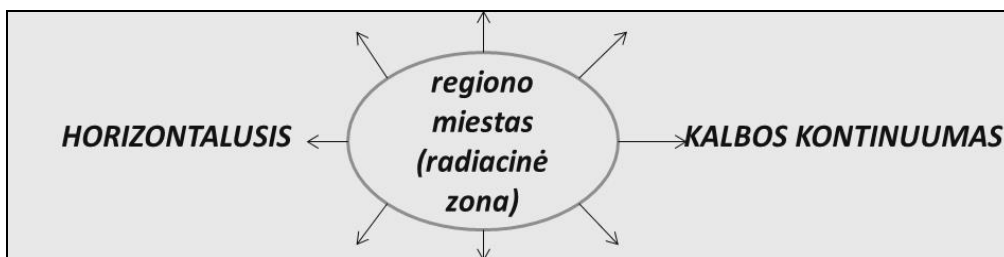 regiono
miestas
HORIZONTALUSIS
KALBOS KONTINUUMAS
(radiacinė
zona)